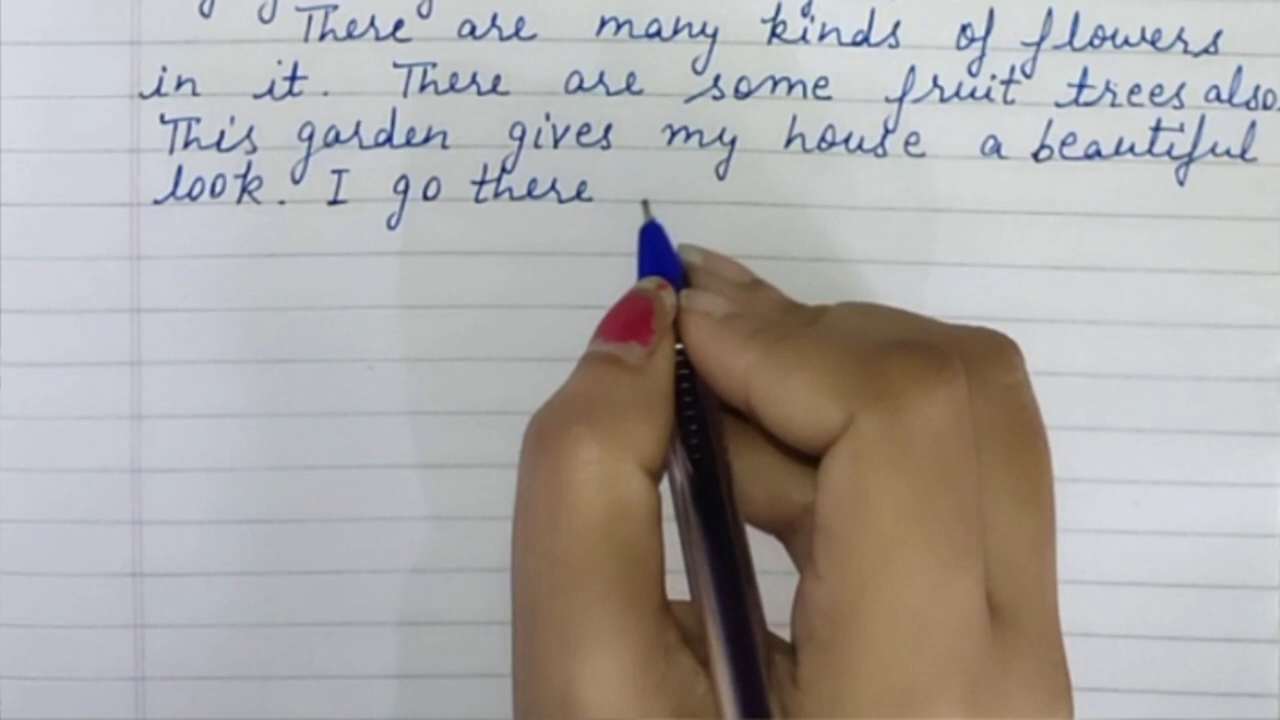 There are many kinds of flowers
in it. There are some fruit trees also
This garden gives my house a beautiful
look. I go there